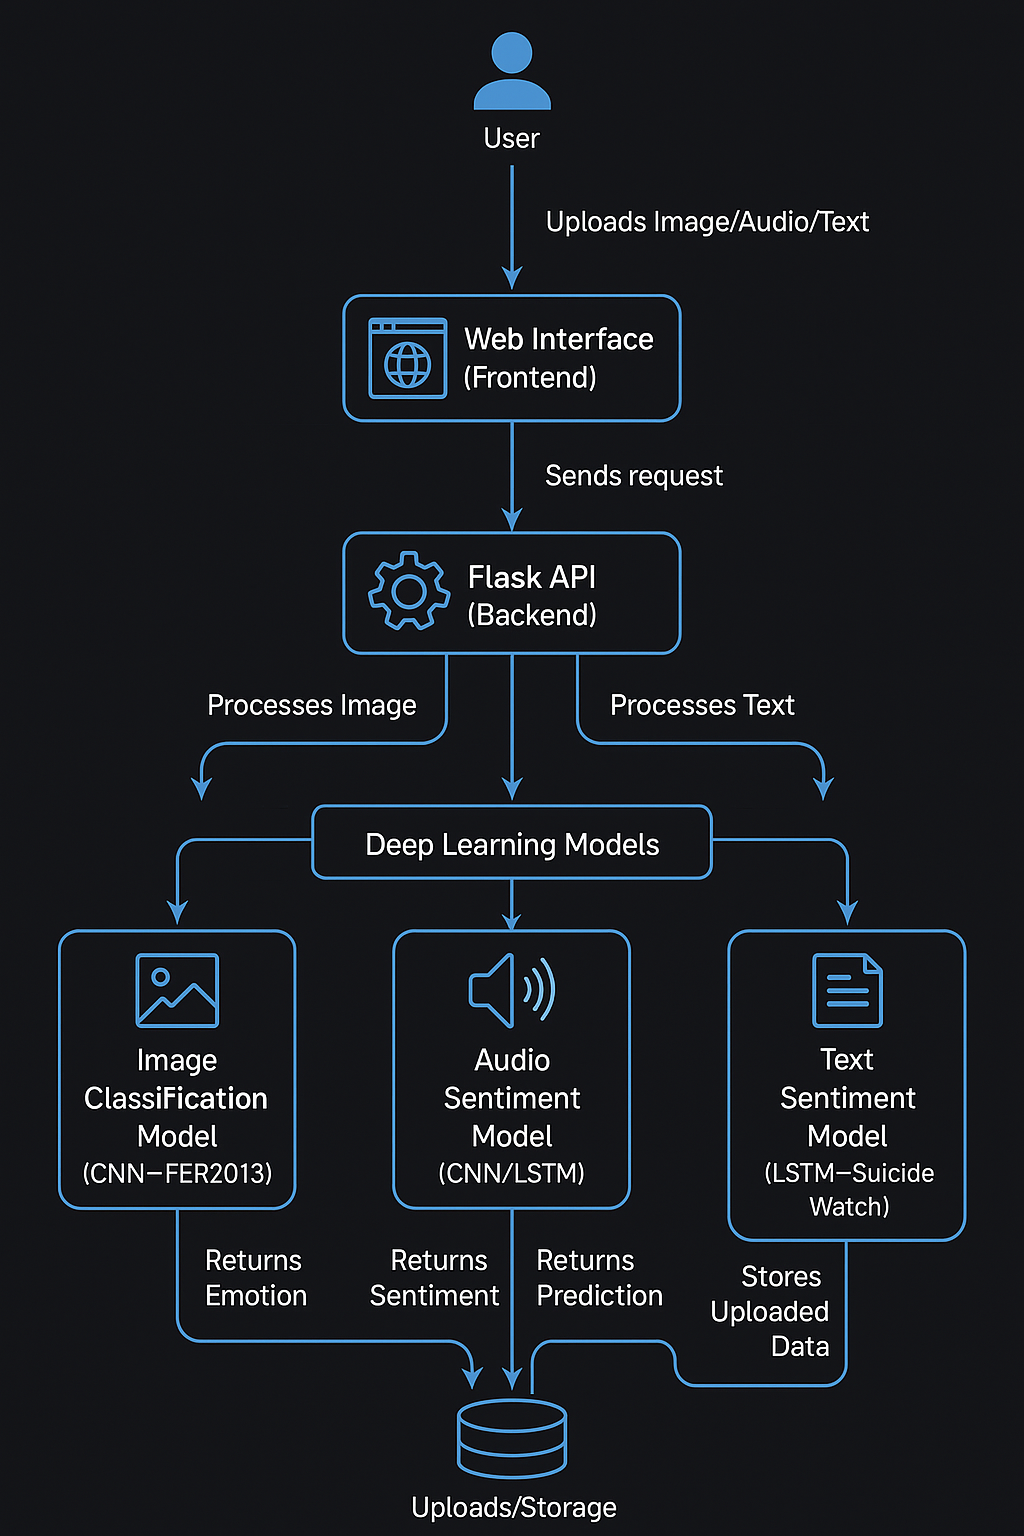 User
Uploads Image/Audio/Text
Web Interface
(Frontend)
Sends request
Flask API
(Backend)
Processes Image
Processes Text
Deep Learning Models
Image
ClassiFication
Model
(CNN–FER2013)
Audio
Sentiment
Model
(CNN/LSTM)
Text
Sentiment
Model
(LSTM–Suicide
Watch)
Returns
Emotion
Returns
Sentiment
Returns
Prediction
Stores
Uploaded
Data
Uploads/Storage